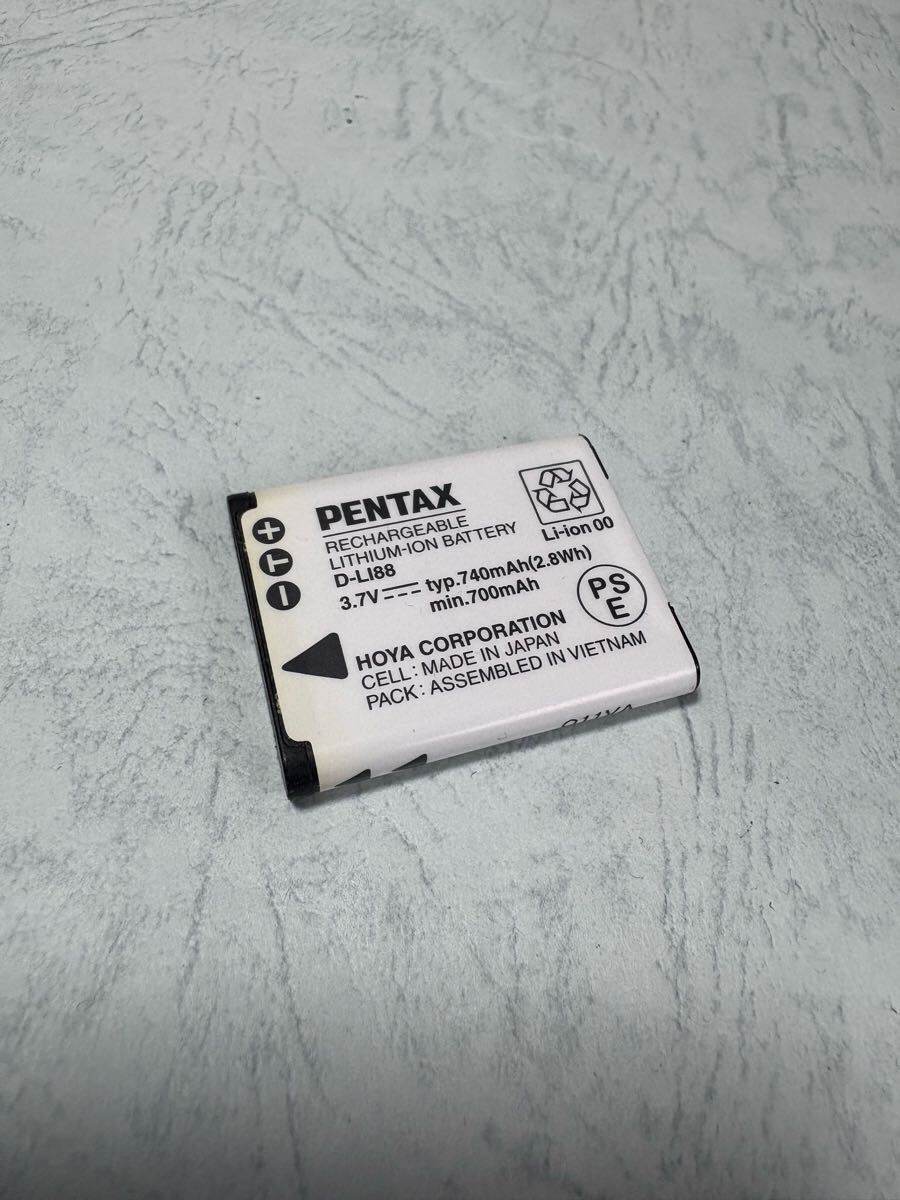 PENTAX
RECHARGEABLE
LITHIUM-ION BATTERY
D-LI88
3.7V typ.740mAh(2.8Wh)
min.700mAh
Li-ion 00
PS
E
HOYA CORPORATION
CELL : MADE IN JAPAN
PACK : ASSEMBLED IN VIETNAM
+
T
−